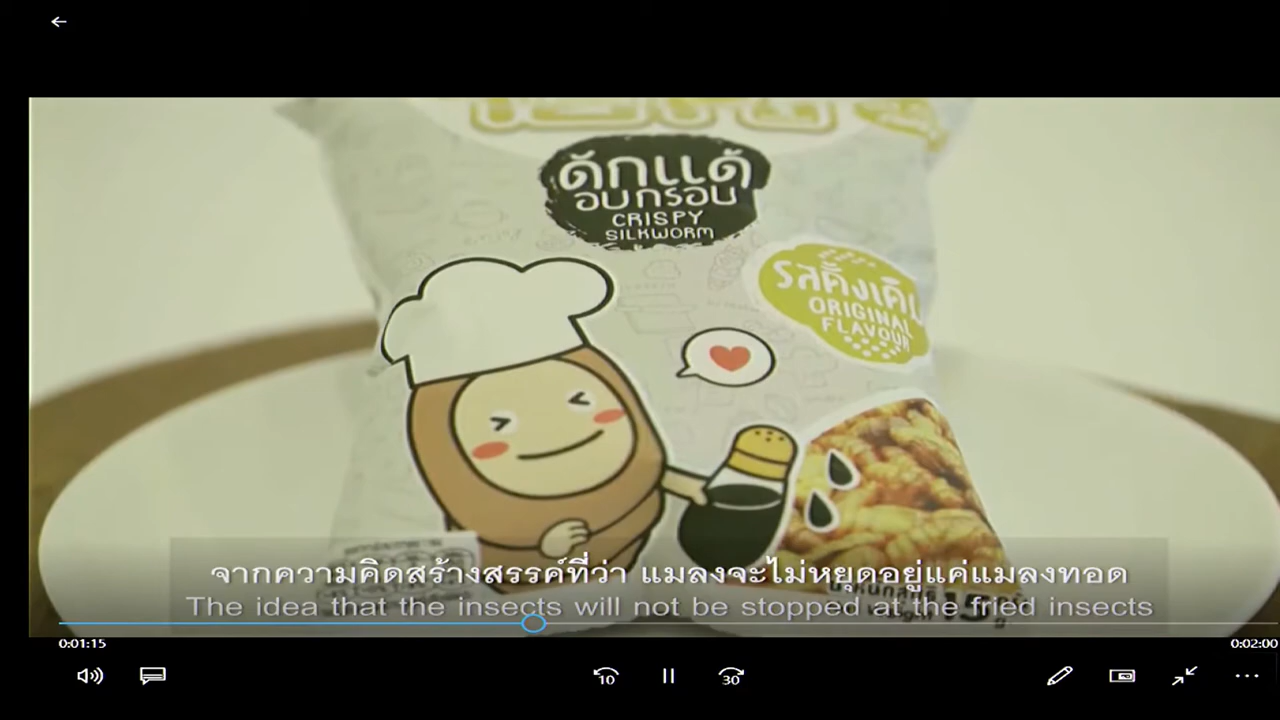 ดักแด้
อบกรอบ
CRISPY
SILKWORM
รสดั้งเดิม
ORIGINAL
FLAVOUR
จากความคิดสร้างสรรค์ที่ว่า แมลงจะไม่หยุดอยู่แค่แมลงทอด
The idea that the insects will not be stopped at the fried insects
0:01:15
0:02:00
10
30